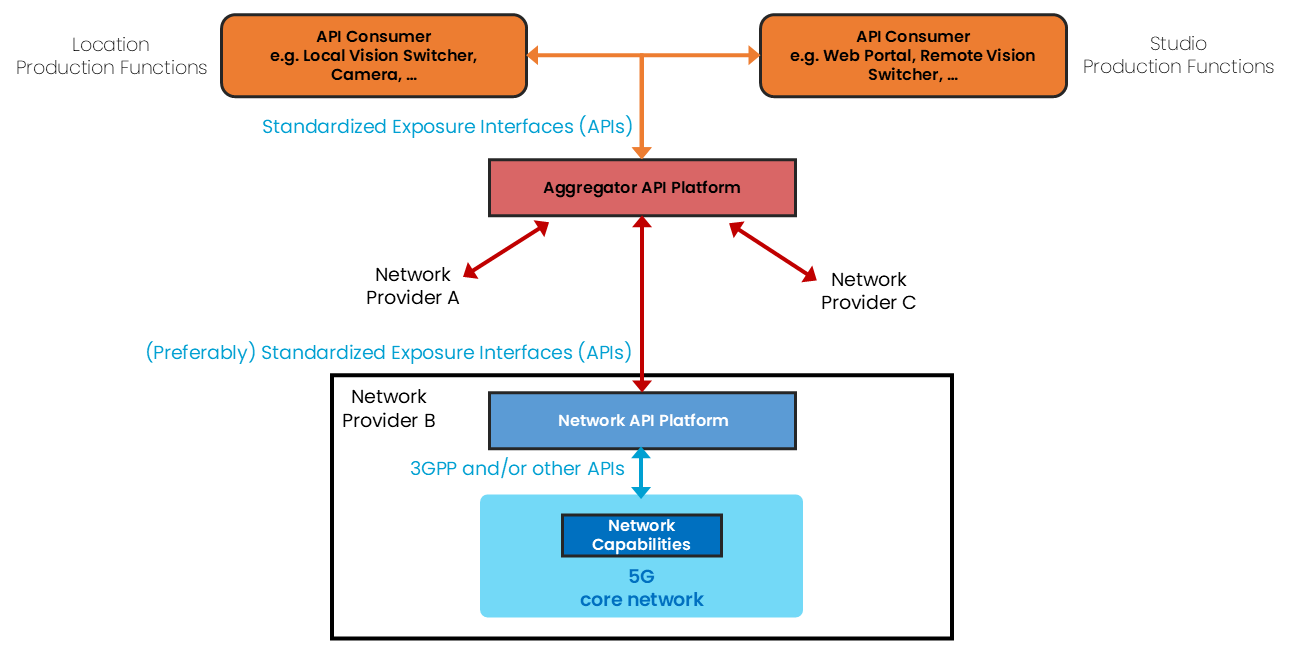 Location
Production Functions
API Consumer
e.g. Local Vision Switcher,
Camera, ...
API Consumer
e.g. Web Portal, Remote Vision
Switcher, ...
Studio
Production Functions
Standardized Exposure Interfaces (APIs)
Aggregator API Platform
Network
Provider A
Network
Provider C
(Preferably) Standardized Exposure Interfaces (APIs)
Network
Provider B
Network API Platform
3GPP and/or other APIs
Network
Capabilities
5G
core network